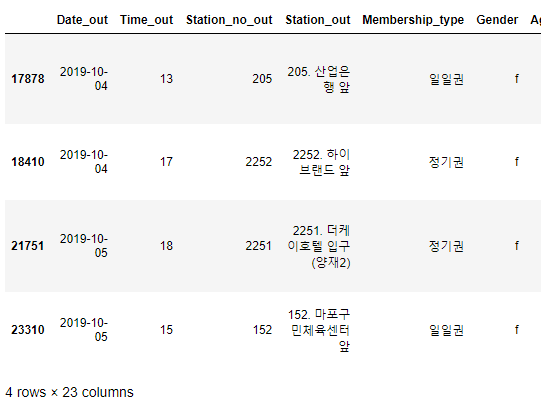 Date_out Time_out Station_no_out Station_out Membership_type Gender
17878 2019-10-04 13 205 205. 산업은행 앞 일일권 f
18410 2019-10-04 17 2252 2252. 하이브랜드 앞 정기권 f
21751 2019-10-05 18 2251 2251. 더케이호텔 입구(양재2) 정기권 f
23310 2019-10-05 15 152 152. 마포구민체육센터 앞 일일권 f
4 rows × 23 columns